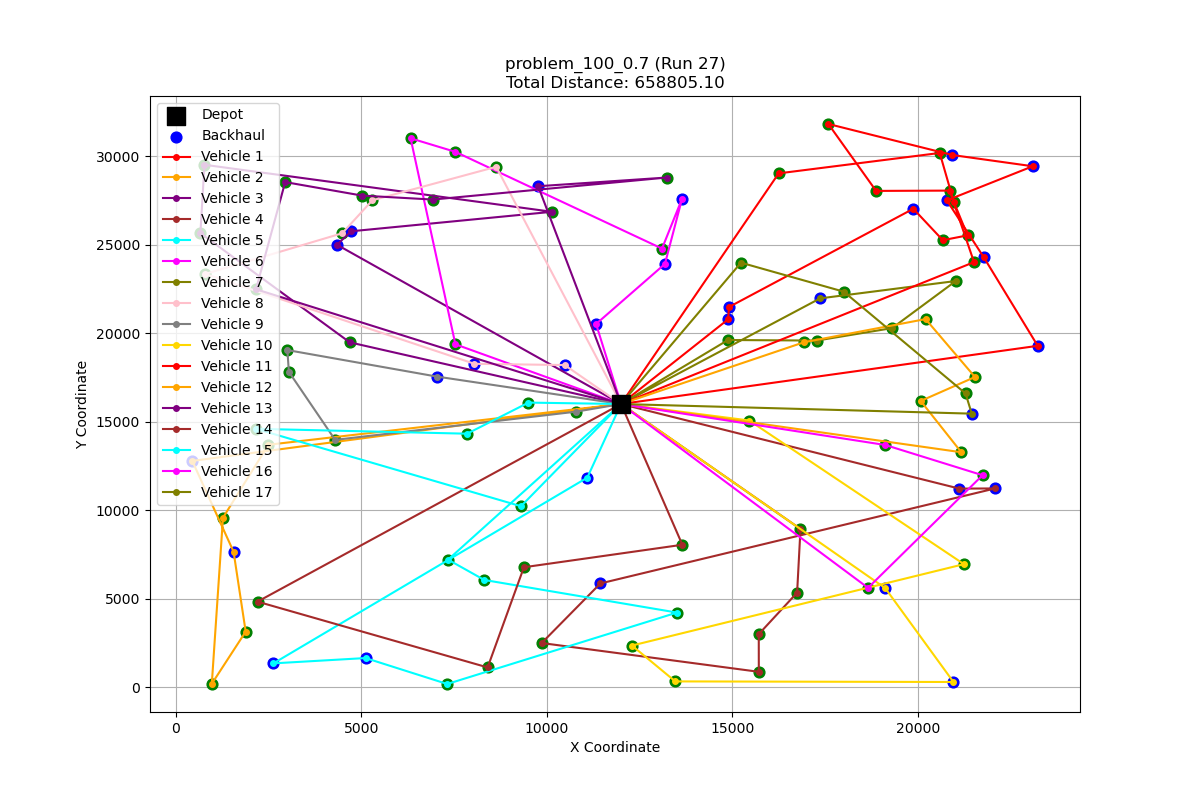 problem_100_0.7 (Run 27)
Total Distance: 658805.10
Depot
Backhaul
Vehicle 1
Vehicle 2
Vehicle 3
Vehicle 4
Vehicle 5
Vehicle 6
Vehicle 7
Vehicle 8
Vehicle 9
Vehicle 10
Vehicle 11
Vehicle 12
Vehicle 13
Vehicle 14
Vehicle 15
Vehicle 16
Vehicle 17
30000
25000
20000
15000
10000
5000
0
Y Coordinate
0 5000 10000 15000 20000
X Coordinate